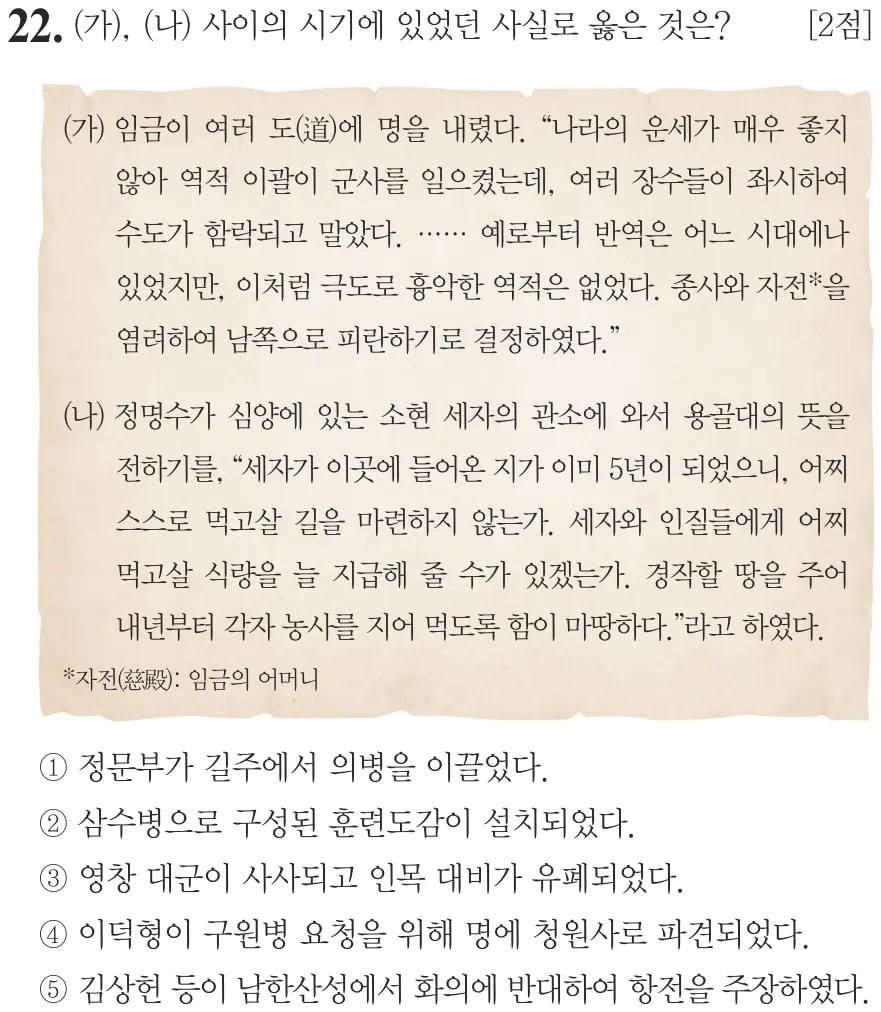 22. (가), (나) 사이의 시기에 있었던 사실로 옳은 것은? [2점]
(가) 임금이 여러 도(道)에 명을 내렸다. “나라의 운세가 매우 좋지
않아 역적 이괄이 군사를 일으켰는데, 여러 장수들이 좌시하여
수도가 함락되고 말았다. …… 예로부터 반역은 어느 시대에나
있었지만, 이처럼 극도로 흉악한 역적은 없었다. 종사와 자전*을
염려하여 남쪽으로 피란하기로 결정하였다.”
(나) 정명수가 심양에 있는 소현 세자의 관소에 와서 용골대의 뜻을
전하기를, “세자가 이곳에 들어온 지가 이미 5년이 되었으니, 어찌
스스로 먹고살 길을 마련하지 않는가. 세자와 인질들에게 어찌
먹고살 식량을 늘 지급해 줄 수가 있겠는가. 경작할 땅을 주어
내년부터 각자 농사를 지어 먹도록 함이 마땅하다.”라고 하였다.
*자전(慈殿): 임금의 어머니
① 정문부가 길주에서 의병을 이끌었다.
② 삼수병으로 구성된 훈련도감이 설치되었다.
③ 영창 대군이 사사되고 인목 대비가 유폐되었다.
④ 이덕형이 구원병 요청을 위해 명에 청원사로 파견되었다.
⑤ 김상헌 등이 남한산성에서 화의에 반대하여 항전을 주장하였다.